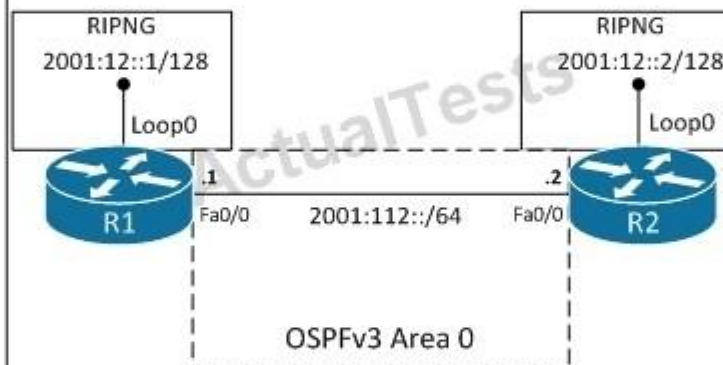 RIPNG
2001:12::1/128
Loop0
RIPNG
2001:12::2/128
Loop0
ActualTests
.1
.2
R1
Fa0/0
2001:112::/64
Fa0/0
R2
OSPFv3 Area 0